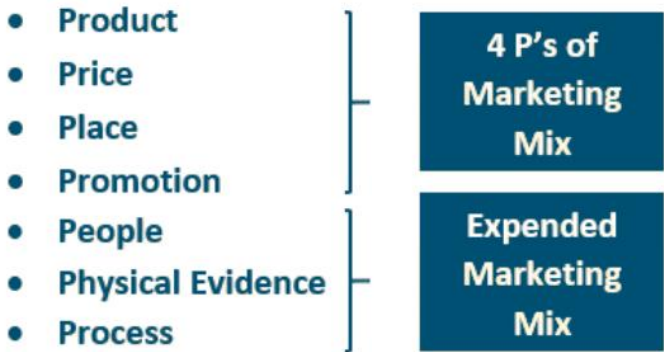 • Product
• Price
• Place
• Promotion
• People
• Physical Evidence
• Process
4 P's of
Marketing
Mix
Expended
Marketing
Mix